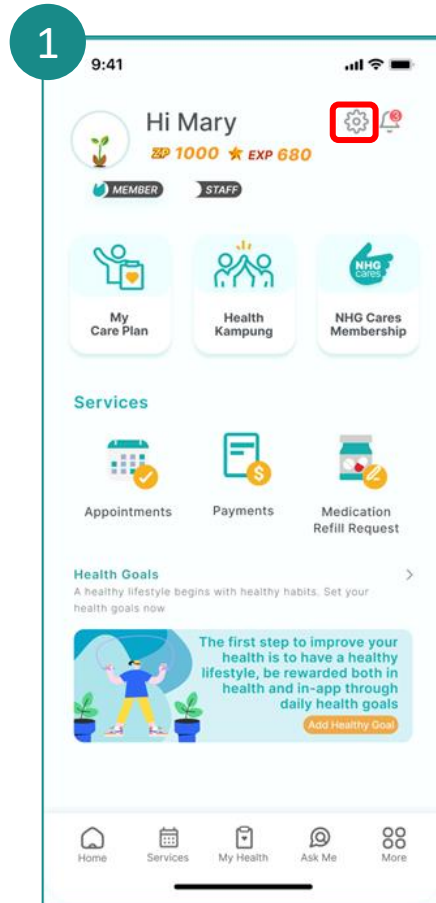 1
9:41
Hi Mary
3
ZP 1000 EXP 680
MEMBER STAFF
NHG
cares
My
Care Plan
Health
Kampung
NHG Cares
Membership
Services
$
Appointments
Payments
Medication
Refill Request
Health Goals
A healthy lifestyle begins with healthy habits. Set your
health goals now
The first step to improve your
health is to have a healthy
lifestyle, be rewarded both in
health and in-app through
daily health goals
Add Healthy Goal
Home Services My Health Ask Me More